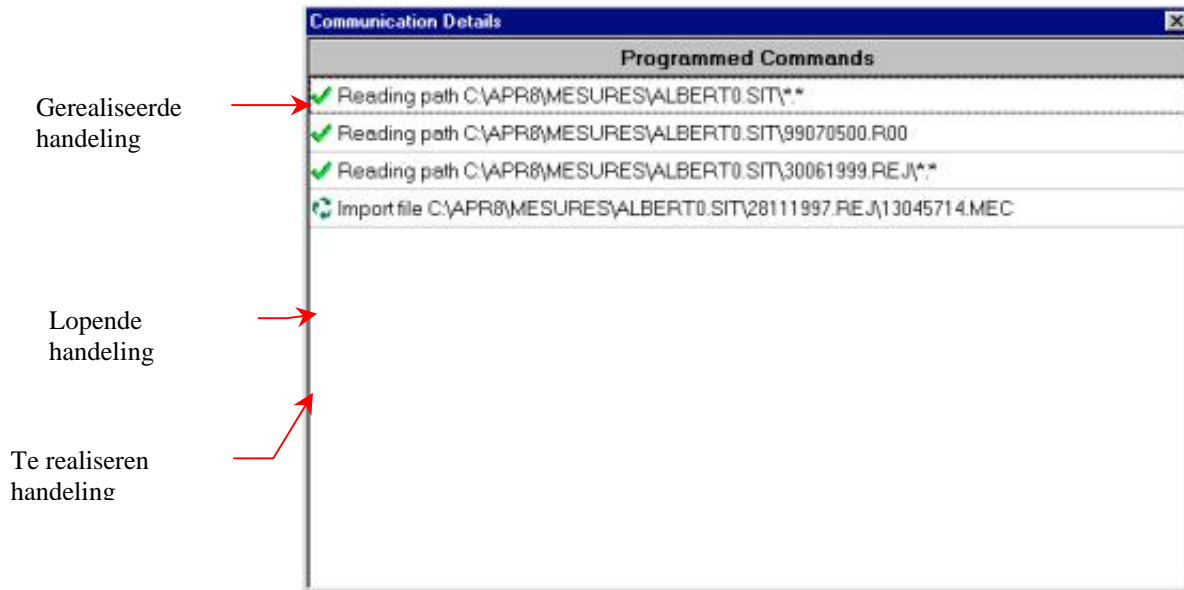 Communication Details
Programmed Commands
Gerealiseerde
handeling
Reading path C:\APR8\MESURES\ALBERT0.SIT\*.*
Reading path C:\APR8\MESURES\ALBERT0.SIT\99070500.R00
Reading path C:\APR8\MESURES\ALBERT0.SIT\30061999.REJ\*.*
Import file C:\APR8\MESURES\ALBERT0.SIT\28111997.REJ\13045714.MEC
Lopende
handeling
Te realiseren
handeling